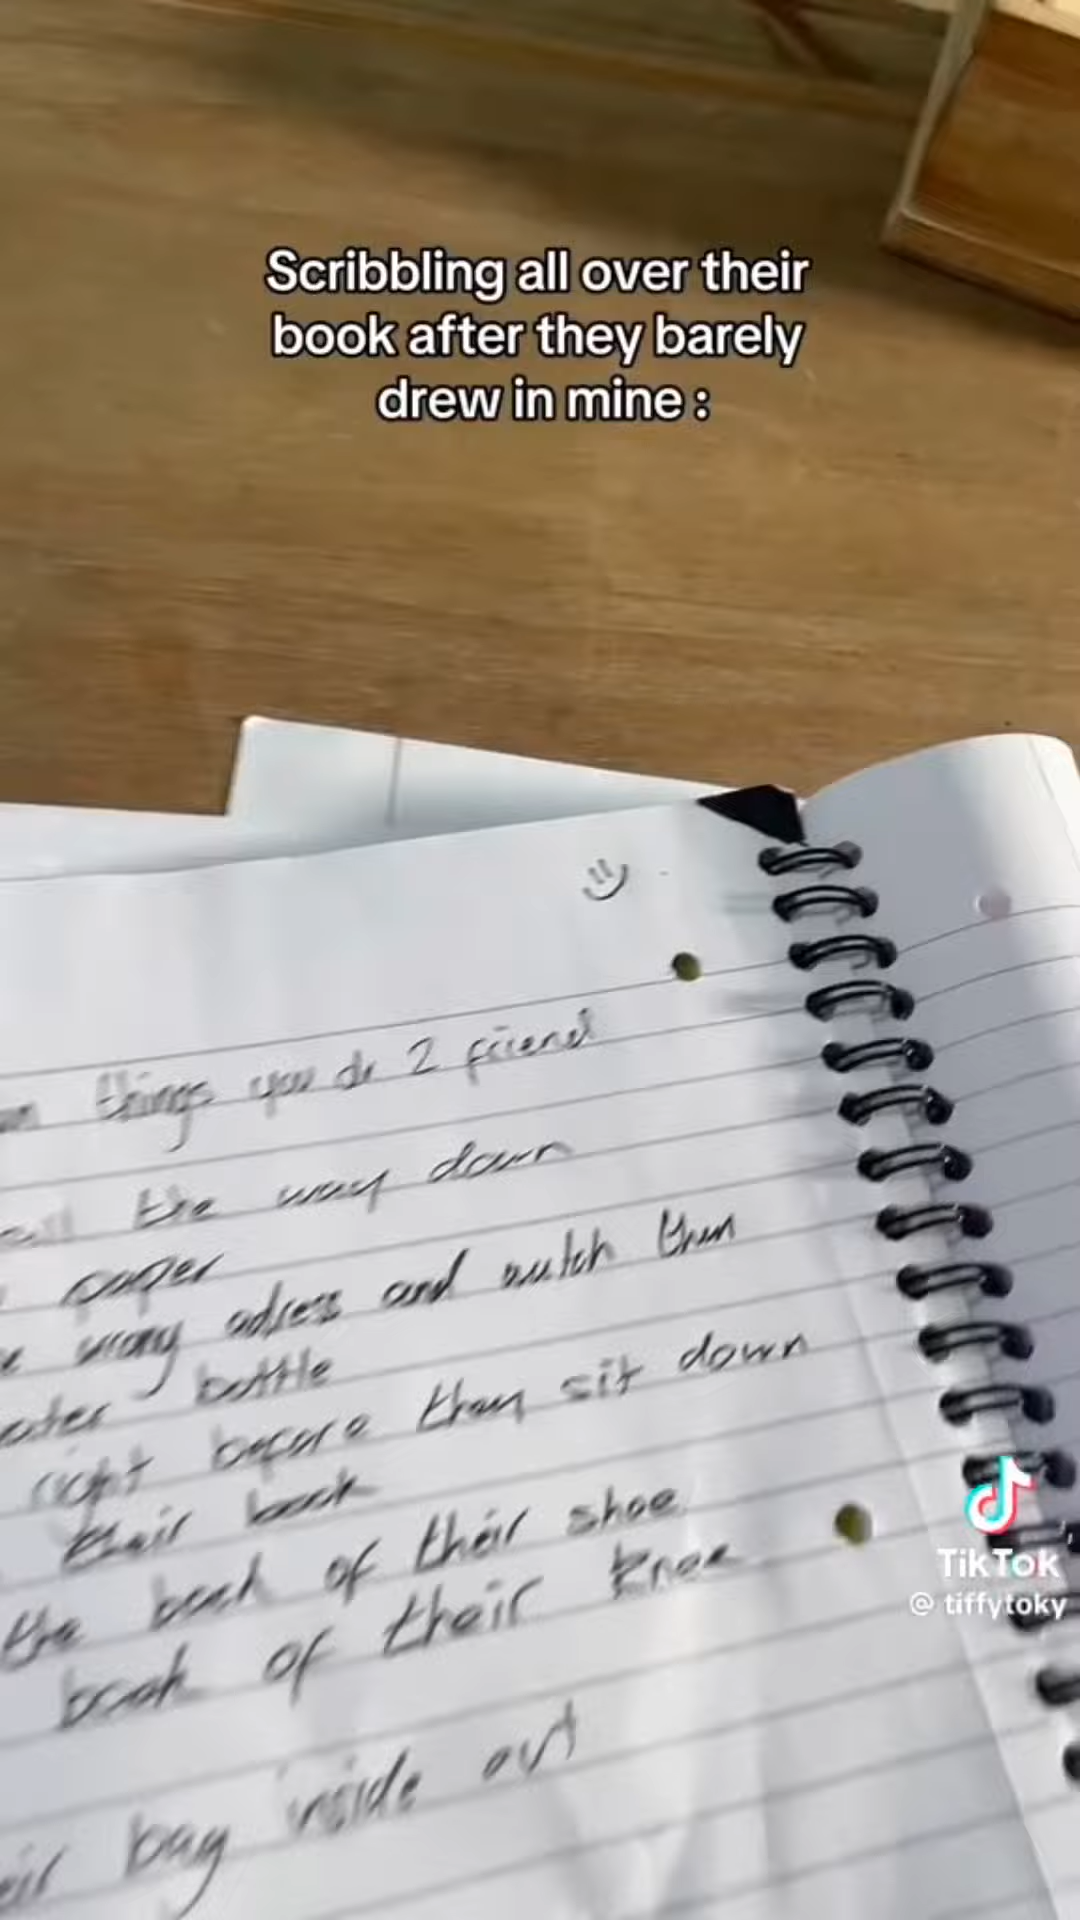 Scribbling all over their
book after they barely
drew in mine :
things you do 2 friend
the way down
paper
wrong adress and watch them
bottle
right before they sit down
their back
the back of their shoe
back of their knee
bag inside out
TikTok
@ tiffytoky